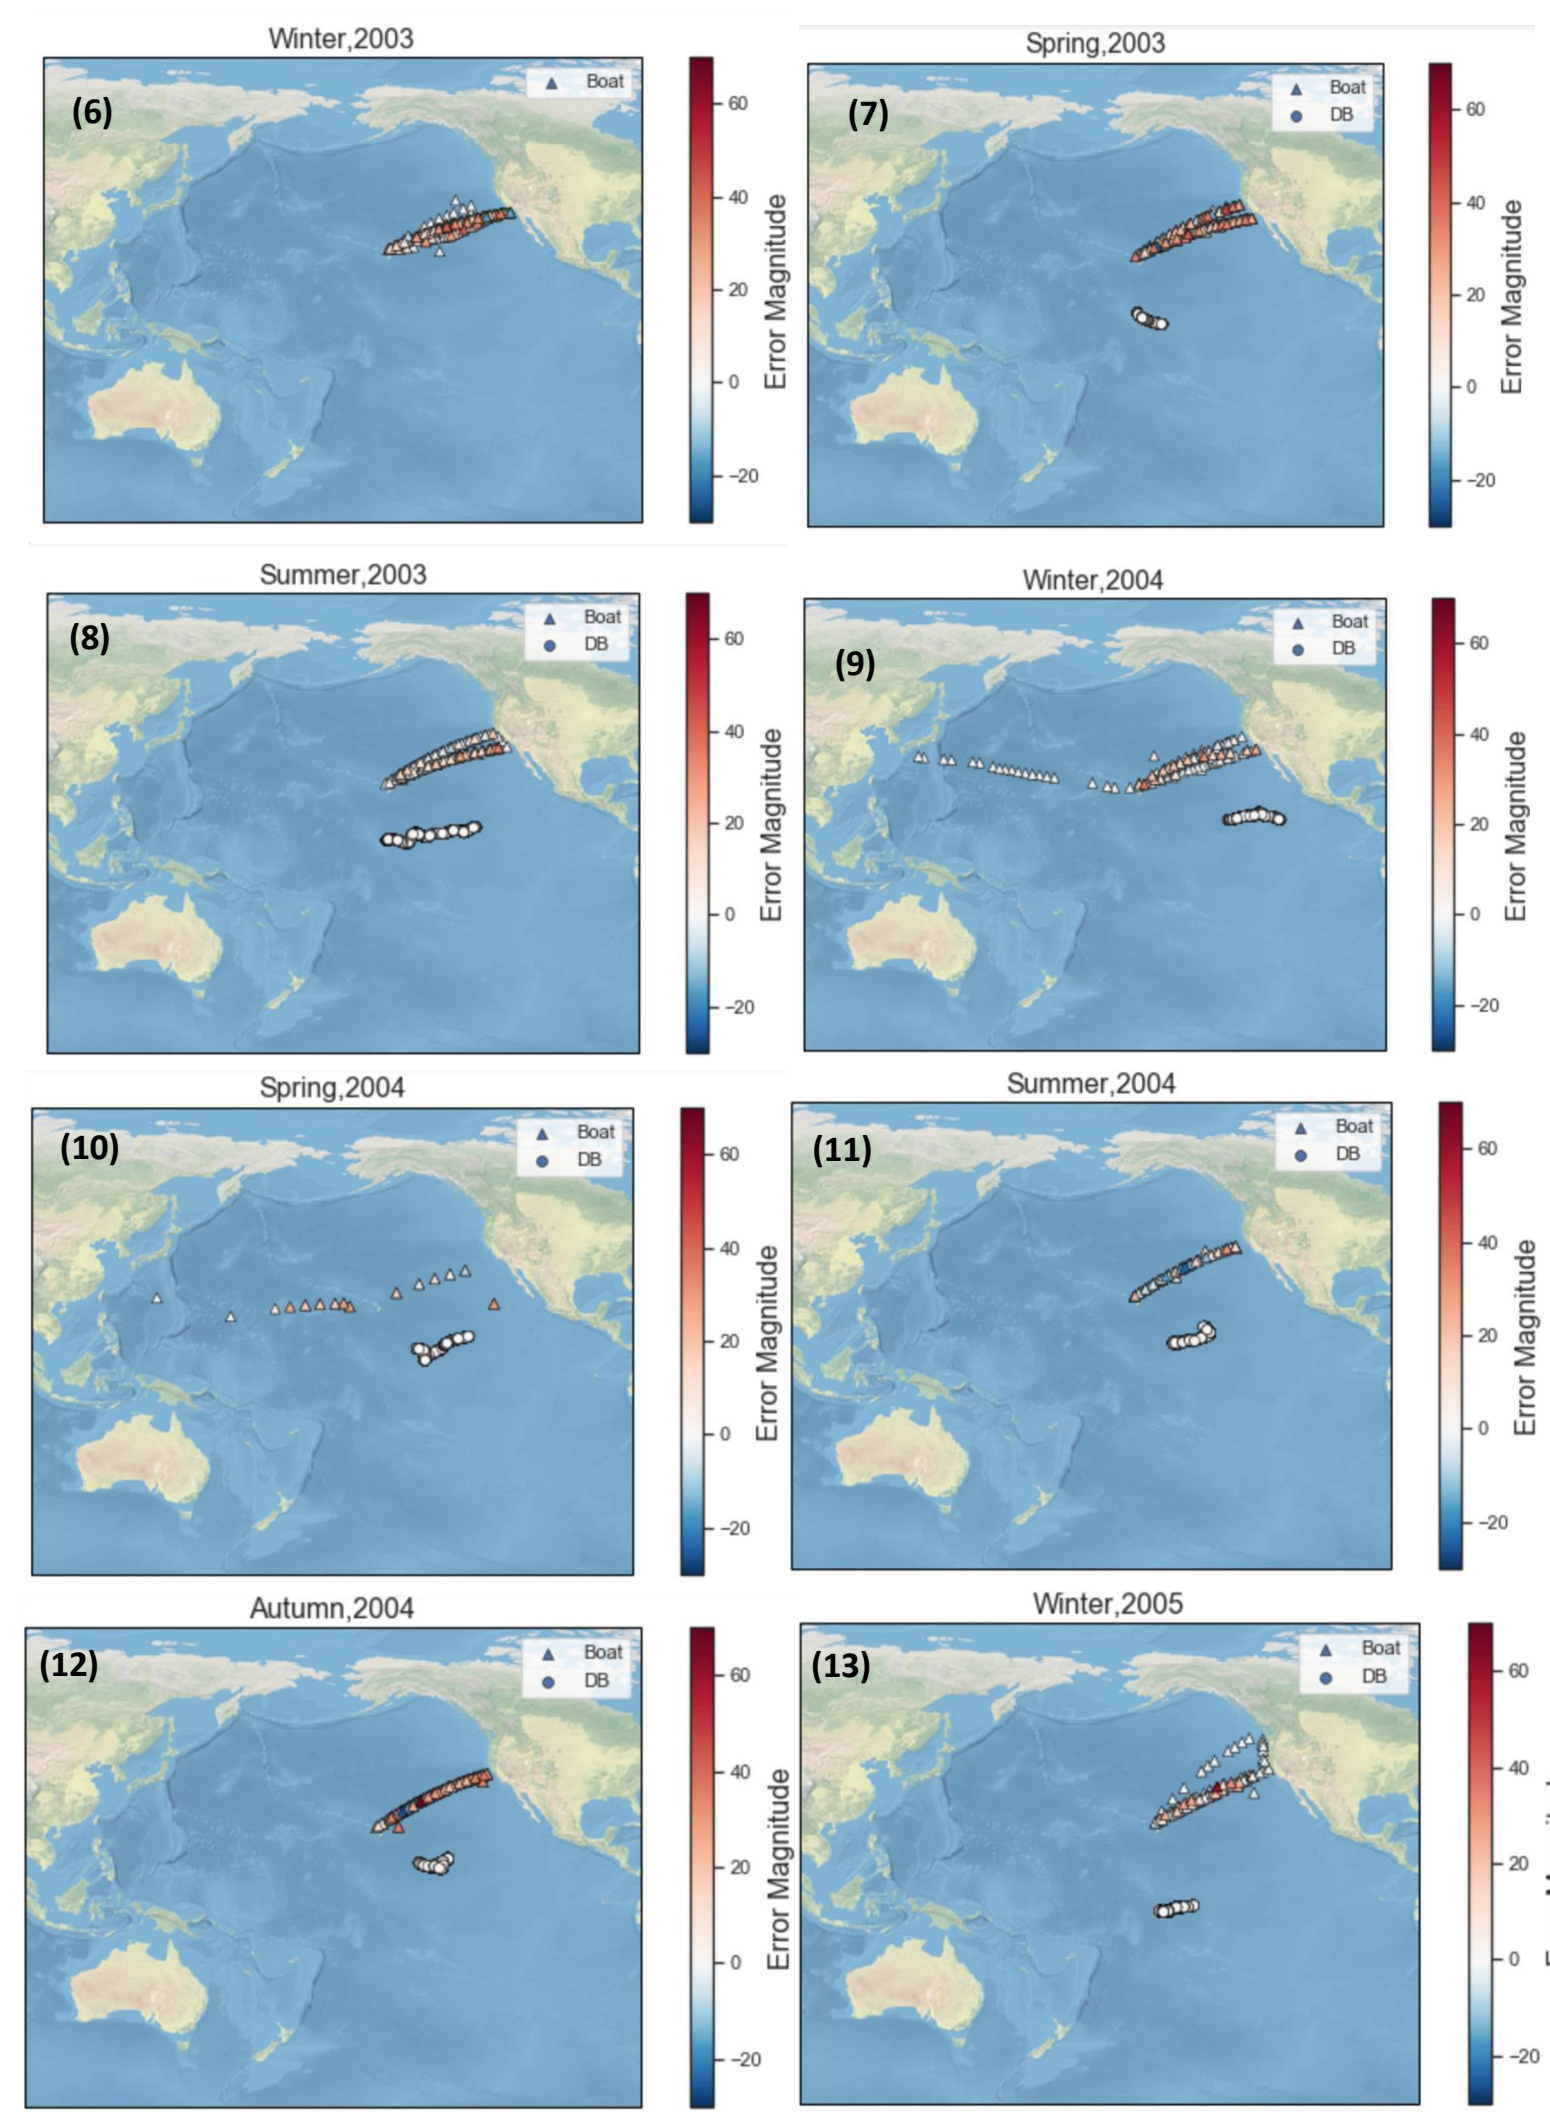 Winter,2003
(6)
Boat
60
40
20
0
−20
Error Magnitude
Spring,2003
(7)
Boat
DB
60
40
20
0
−20
Error Magnitude
Summer,2003
(8)
Boat
DB
60
40
20
0
−20
Error Magnitude
Winter,2004
(9)
Boat
DB
60
40
20
0
−20
Error Magnitude
Spring,2004
(10)
Boat
DB
60
40
20
0
−20
Error Magnitude
Summer,2004
(11)
Boat
DB
60
40
20
0
−20
Error Magnitude
Autumn,2004
(12)
Boat
DB
60
40
20
0
−20
Error Magnitude
Winter,2005
(13)
Boat
DB
60
40
20
0
−20